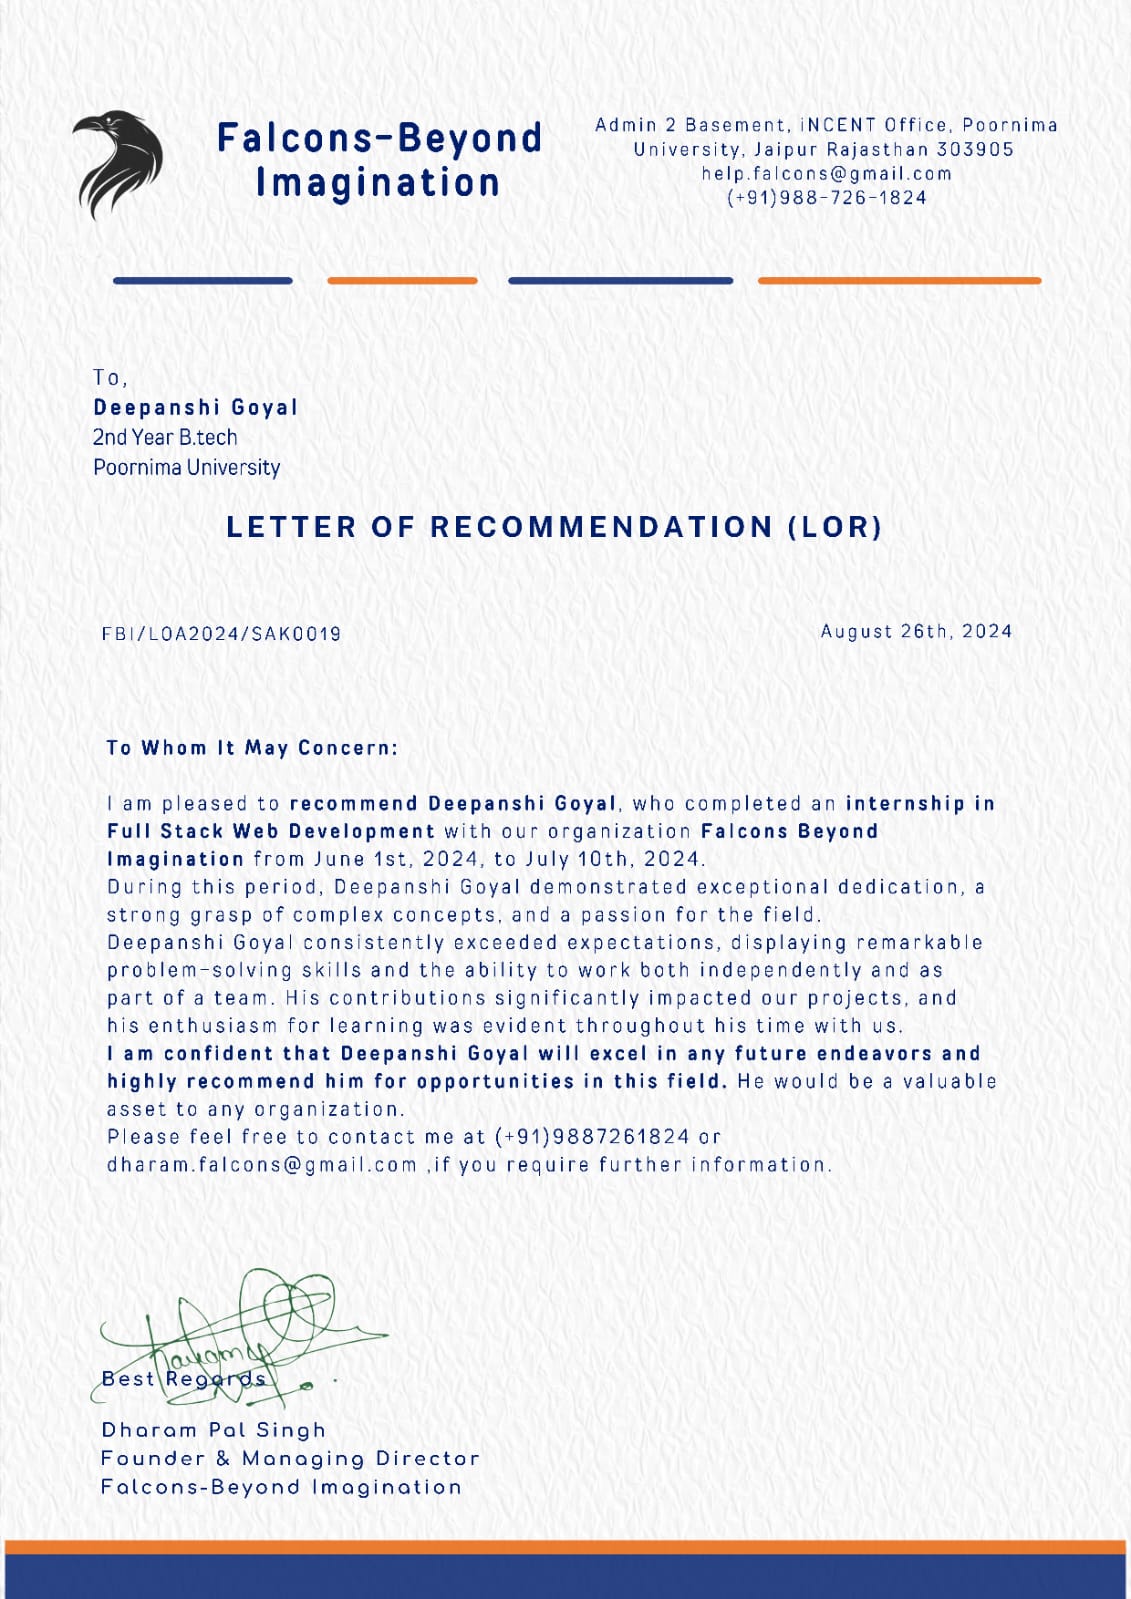 Falcons-Beyond
Imagination
Admin 2 Basement, iNCENT Office, Poornima
University, Jaipur Rajasthan 303905
help.falcons@gmail.com
(+91)988-726-1824
To,
Deepanshi Goyal
2nd Year B.tech
Poornima University
LETTER OF RECOMMENDATION (LOR)
FBI/LOA2024/SAK0019
August 26th, 2024
To Whom It May Concern:
I am pleased to recommend Deepanshi Goyal, who completed an internship in
Full Stack Web Development with our organization Falcons Beyond
Imagination from June 1st, 2024, to July 10th, 2024.
During this period, Deepanshi Goyal demonstrated exceptional dedication, a
strong grasp of complex concepts, and a passion for the field.
Deepanshi Goyal consistently exceeded expectations, displaying remarkable
problem-solving skills and the ability to work both independently and as
part of a team. His contributions significantly impacted our projects, and
his enthusiasm for learning was evident throughout his time with us.
I am confident that Deepanshi Goyal will excel in any future endeavors and
highly recommend him for opportunities in this field. He would be a valuable
asset to any organization.
Please feel free to contact me at (+91)9887261824 or
dharam.falcons@gmail.com ,if you require further information.
Best Regards
Dharam Pal Singh
Founder & Managing Director
Falcons-Beyond Imagination